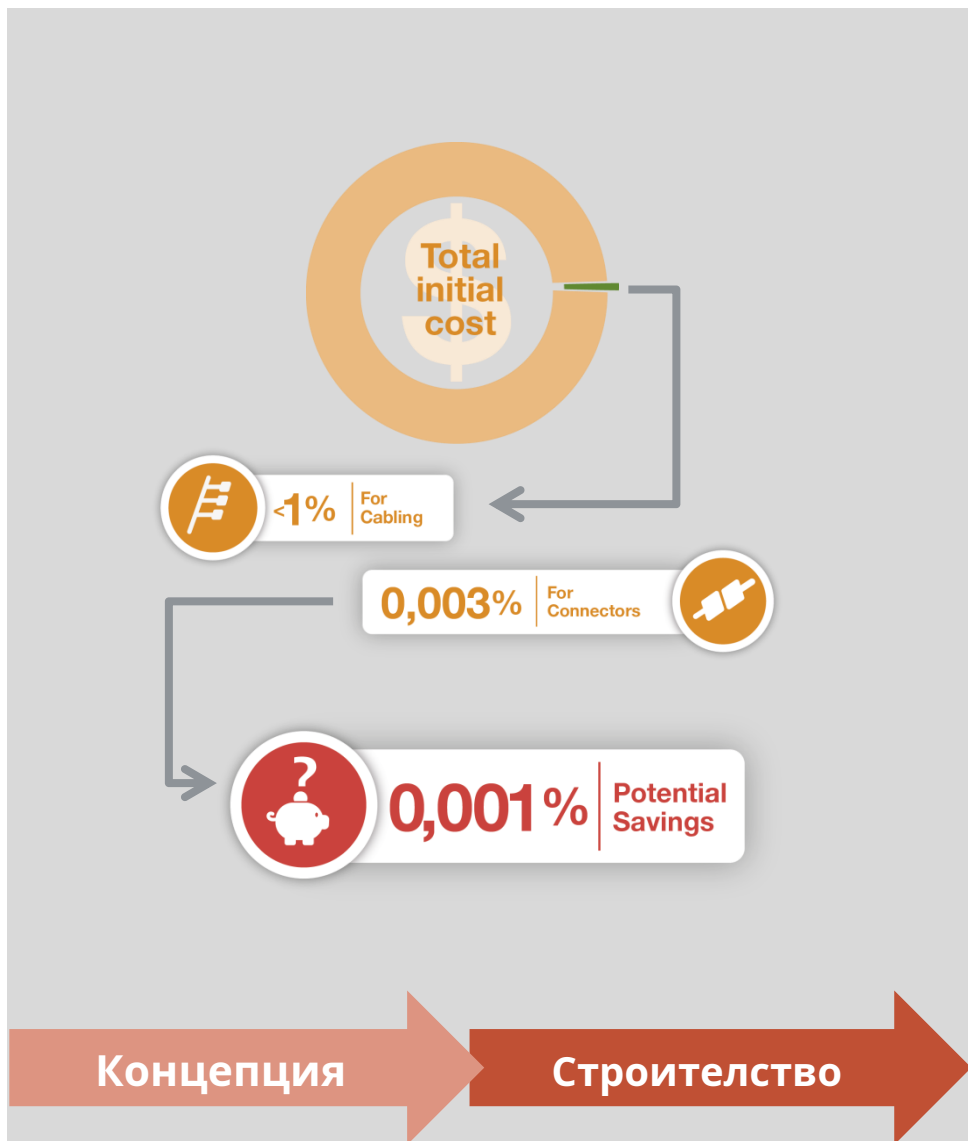 $
Total
initial
cost
<1%
For
Cabling
0,003%
For
Connectors
?
0,001%
Potential
Savings
Концепция
Строителство